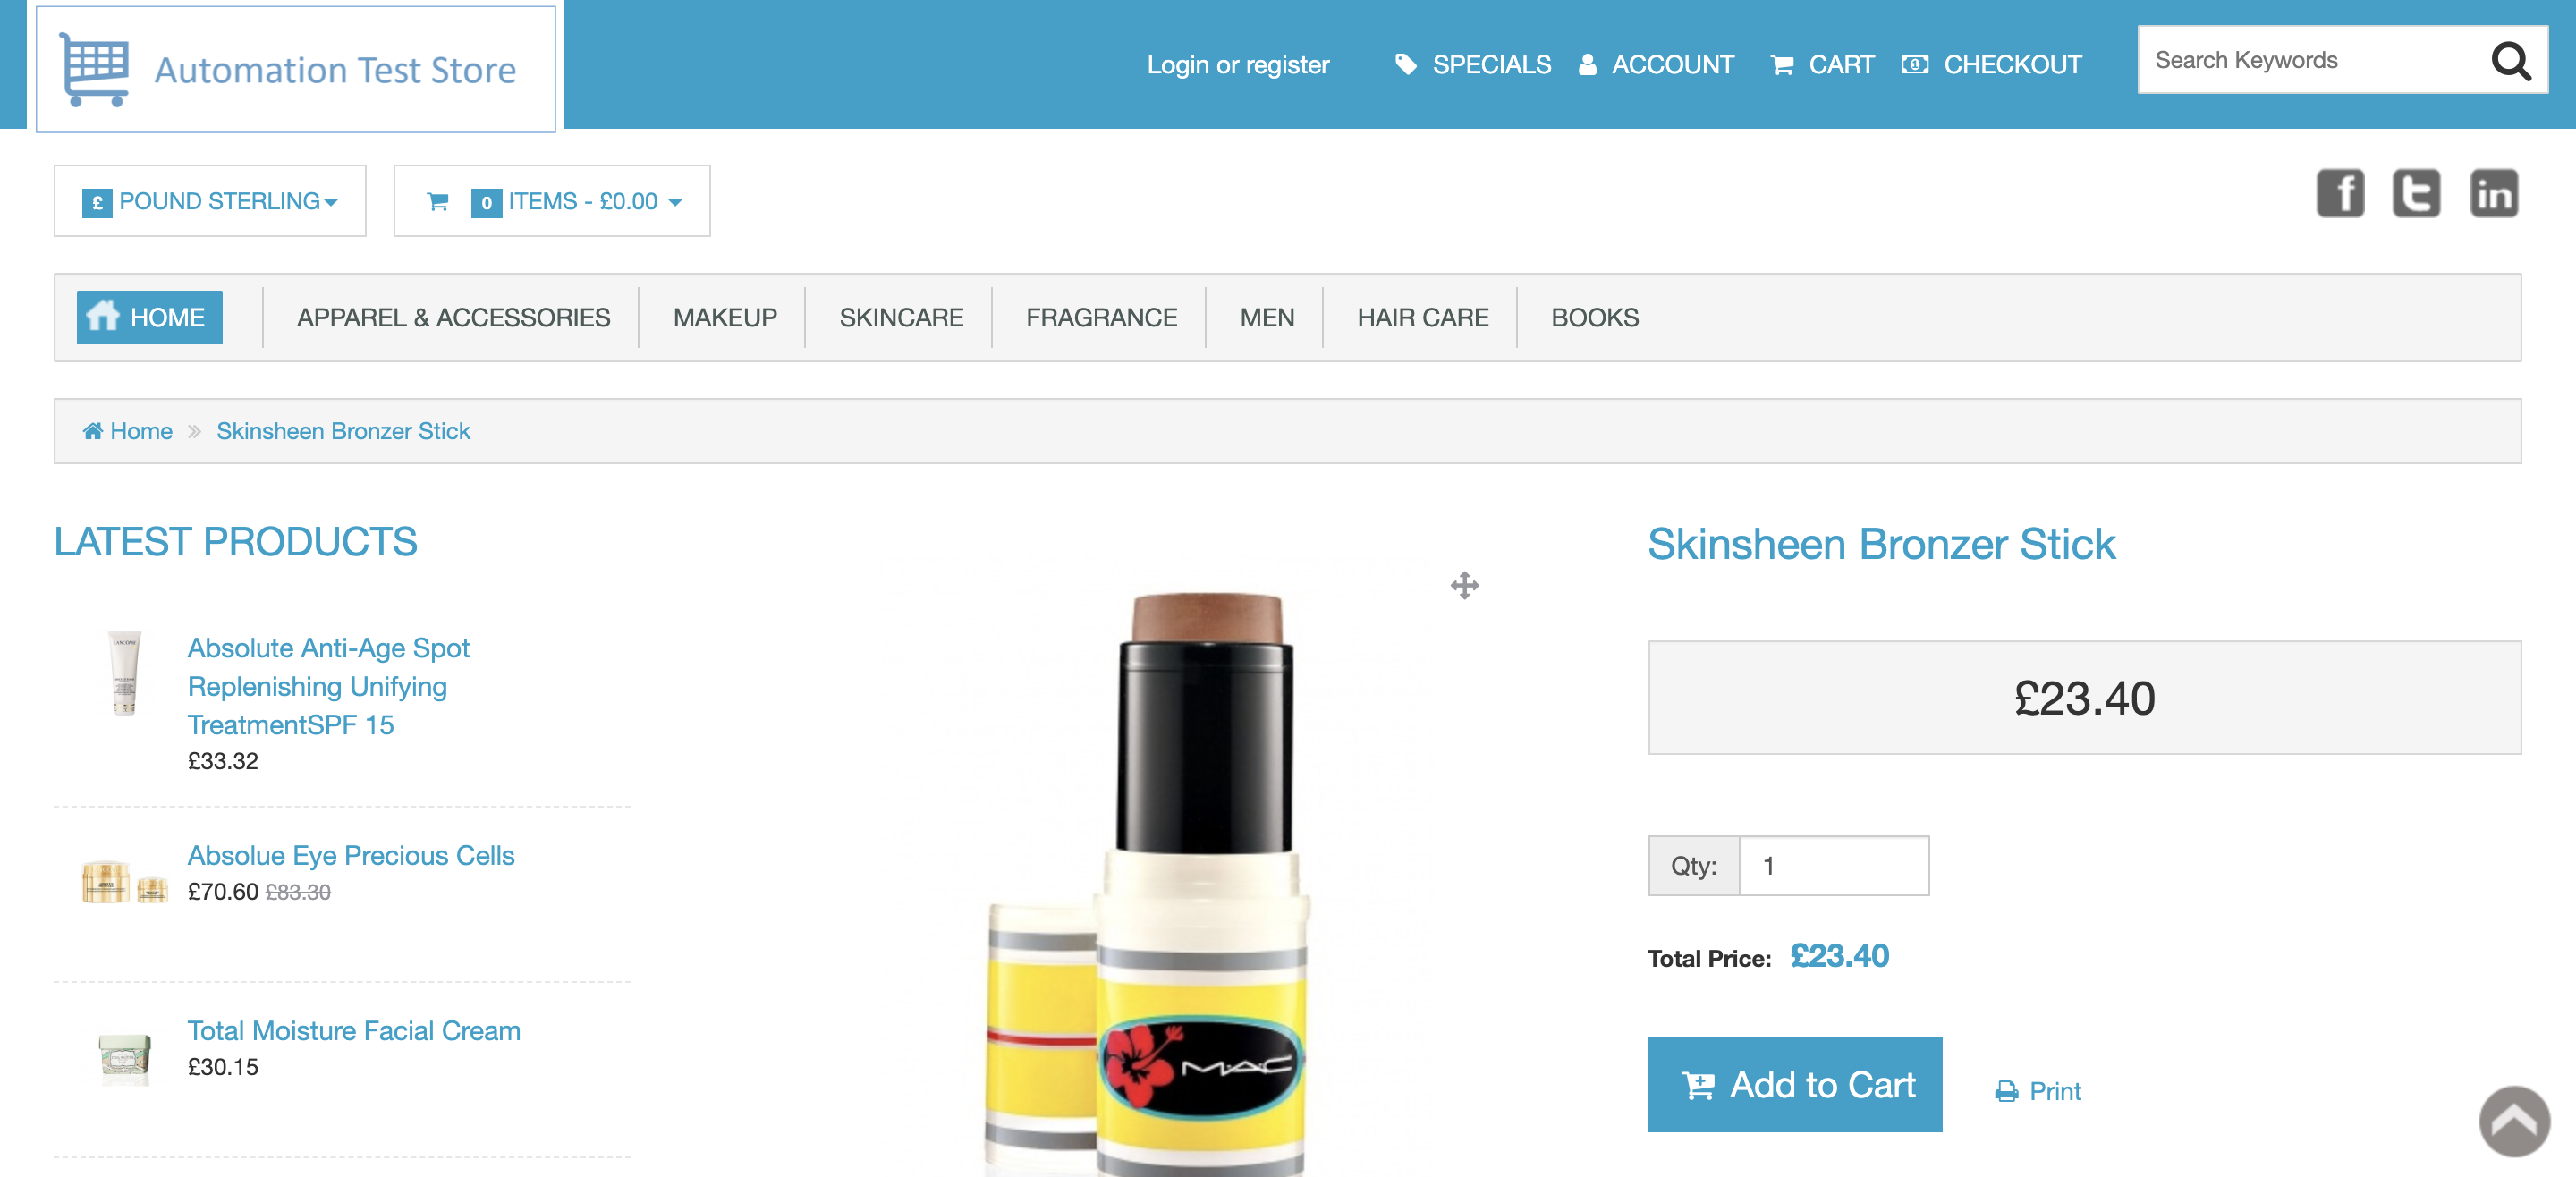 Automation Test Store
Login or register
SPECIALS
ACCOUNT
CART
CHECKOUT
Search Keywords
£ POUND STERLING
0 ITEMS - £0.00
f
t
in
HOME
APPAREL & ACCESSORIES
MAKEUP
SKINCARE
FRAGRANCE
MEN
HAIR CARE
BOOKS
Home » Skinsheen Bronzer Stick
LATEST PRODUCTS
LANCOME
Absolute Anti-Age Spot
Replenishing Unifying
TreatmentSPF 15
£33.32
Absolue Eye Precious Cells
£70.60 £83.30
Total Moisture Facial Cream
£30.15
MAC
Skinsheen Bronzer Stick
£23.40
Qty: 1
Total Price: £23.40
Add to Cart
Print